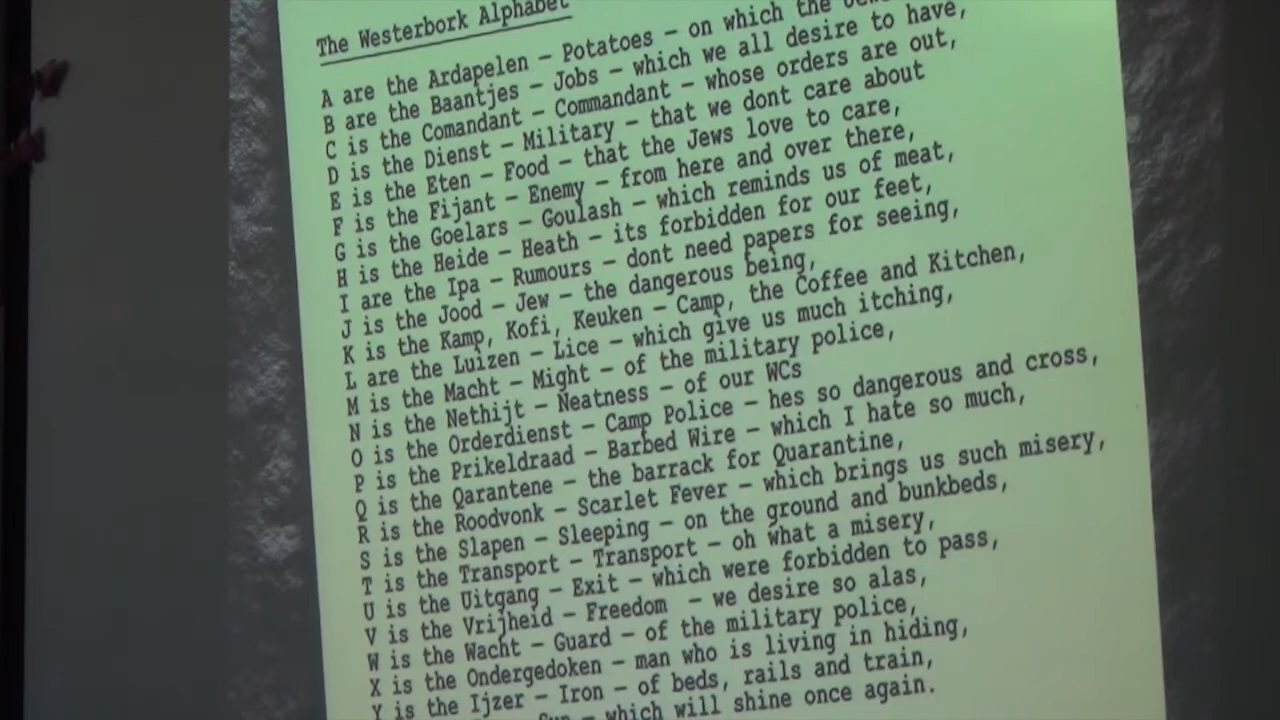 The Westerbork Alphabet
A are the Ardapelen – Potatoes – on which the
B are the Baantjes – Jobs – which we all desire to have,
C is the Comandant – Commandant – whose orders are out,
D is the Dienst – Military – that we dont care about
E is the Eten – Food – that the Jews love to care,
F is the Fijant – Enemy – from here and over there,
G is the Goelars – Goulash – which reminds us of meat,
H is the Heide – Heath – its forbidden for our feet,
I are the Ipa – Rumours – dont need papers for seeing,
J is the Jood – Jew – the dangerous being,
K is the Kamp, Kofi, Keuken – Camp, the Coffee and Kitchen,
L are the Luizen – Lice – which give us much itching,
M is the Macht – Might – of the military police,
N is the Nethijt – Neatness – of our WCs
O is the Orderdienst – Camp Police – hes so dangerous and cross,
P is the Prikeldraad – Barbed Wire – which I hate so much,
Q is the Qarantene – the barrack for Quarantine,
R is the Roodvonk – Scarlet Fever – which brings us such misery,
S is the Slapen – Sleeping – on the ground and bunkbeds,
T is the Transport – Transport – oh what a misery,
U is the Uitgang – Exit – which were forbidden to pass,
V is the Vrijheid – Freedom – we desire so alas,
W is the Wacht – Guard – of the military police,
X is the Ondergedoken – man who is living in hiding,
Y is the Ijzer – Iron – of beds, rails and train,
Sun – which will shine once again.